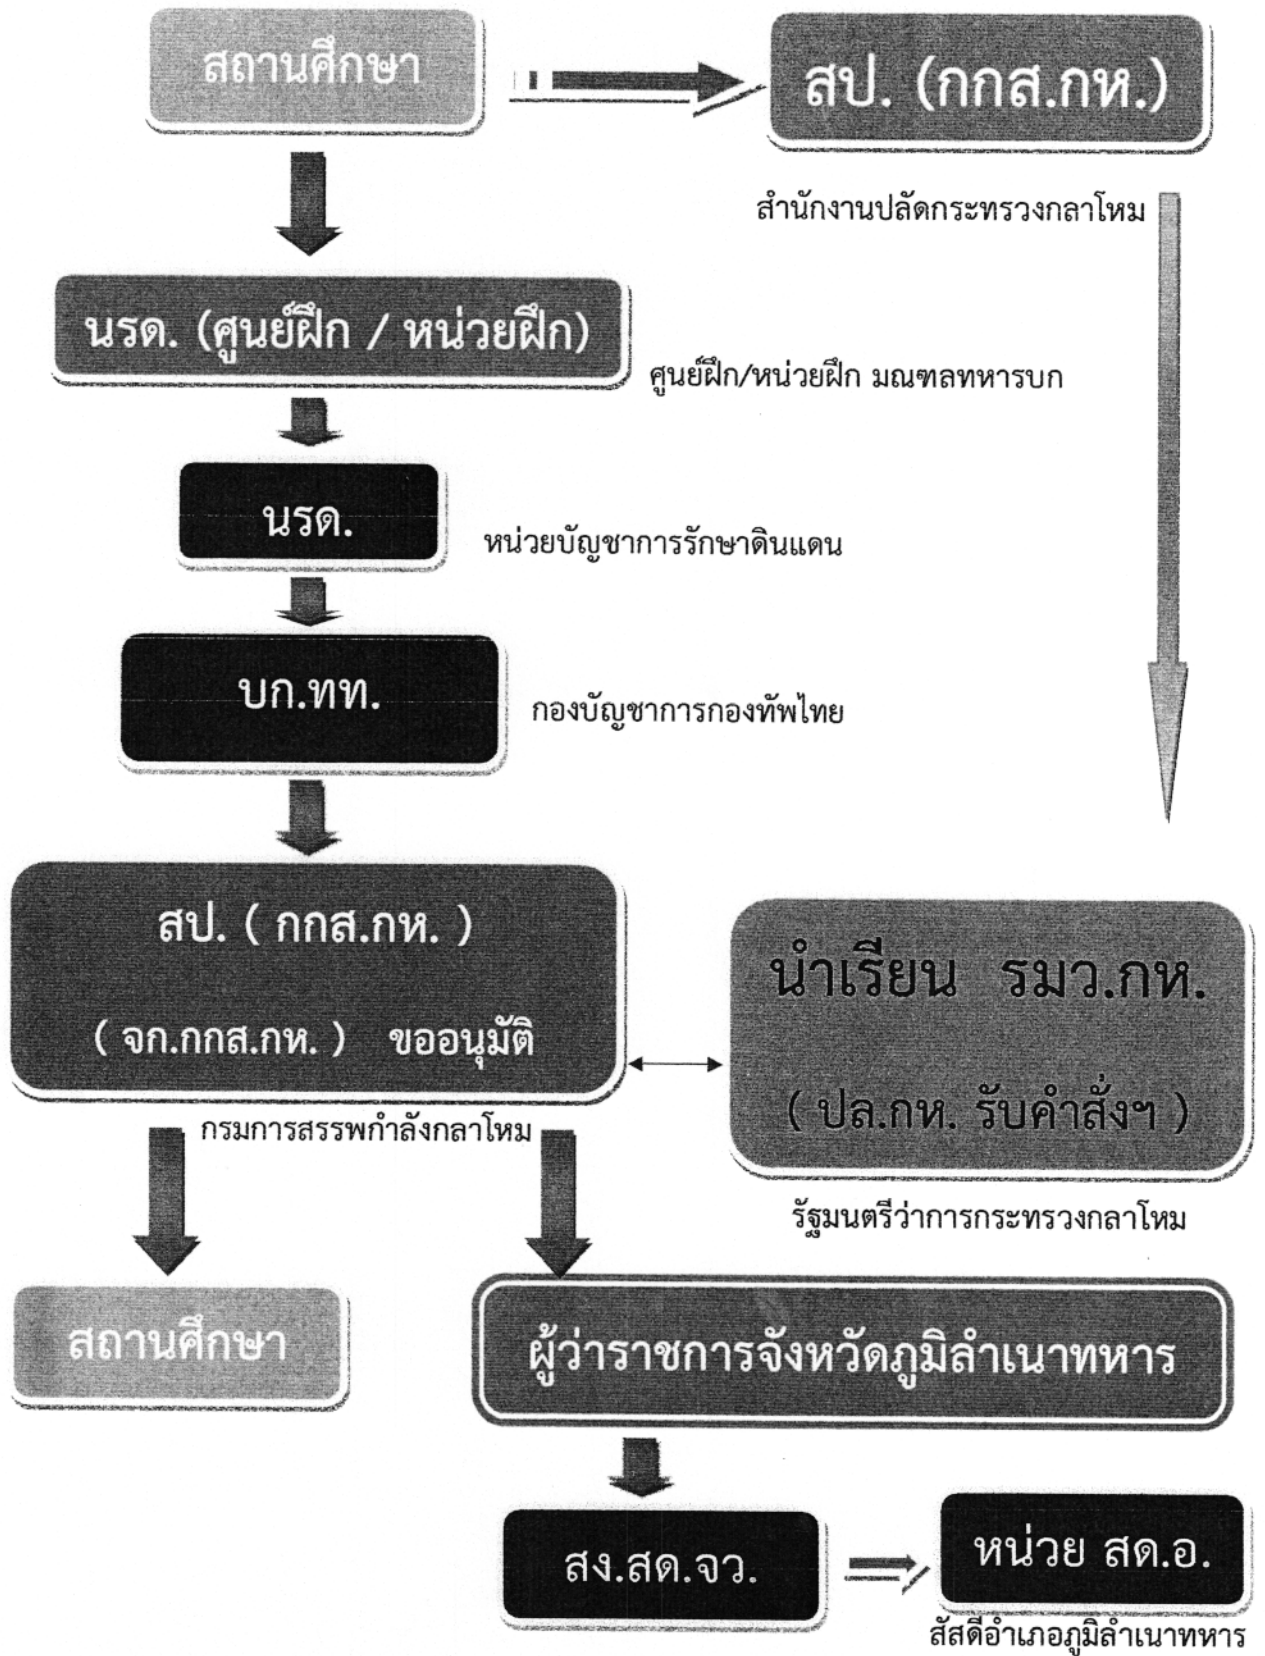 สถานศึกษา
สป. (กกส.กห.)
สำนักงานปลัดกระทรวงกลาโหม
นรด. (ศูนย์ฝึก / หน่วยฝึก)
ศูนย์ฝึก/หน่วยฝึก มณฑลทหารบก
นรด.
หน่วยบัญชาการรักษาดินแดน
บก.ทท.
กองบัญชาการกองทัพไทย
สป. ( กกส.กห. )
( จก.กกส.กห. ) ขออนุมัติ
กรมการสรรพกำลังกลาโหม
นำเรียน รมว.กห.
( ปล.กห. รับคำสั่งฯ )
รัฐมนตรีว่าการกระทรวงกลาโหม
สถานศึกษา
ผู้ว่าราชการจังหวัดภูมิลำเนาทหาร
สง.สด.จว.
หน่วย สด.อ.
สัสดีอำเภอภูมิลำเนาทหาร